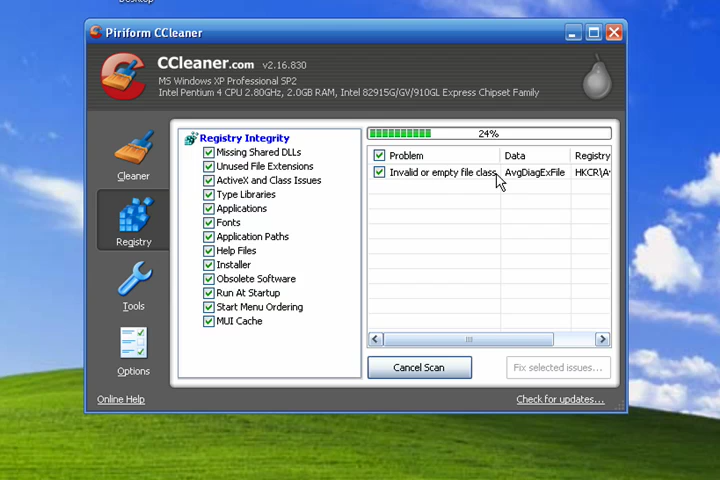 Desktop
Piriform CCleaner
CCleaner.com v2.16.830
MS Windows XP Professional SP2
Intel Pentium 4 CPU 2.80GHz, 2.0GB RAM, Intel 82915G/GV/910GL Express Chipset Family
Cleaner
Registry
Tools
Options
Registry Integrity
Missing Shared DLLs
Unused File Extensions
ActiveX and Class Issues
Type Libraries
Applications
Fonts
Application Paths
Help Files
Installer
Obsolete Software
Run At Startup
Start Menu Ordering
MUI Cache
24%
Problem Data Registry
Invalid or empty file class AvgDiagExFile HKCR\A
Cancel Scan Fix selected issues...
Online Help Check for updates...